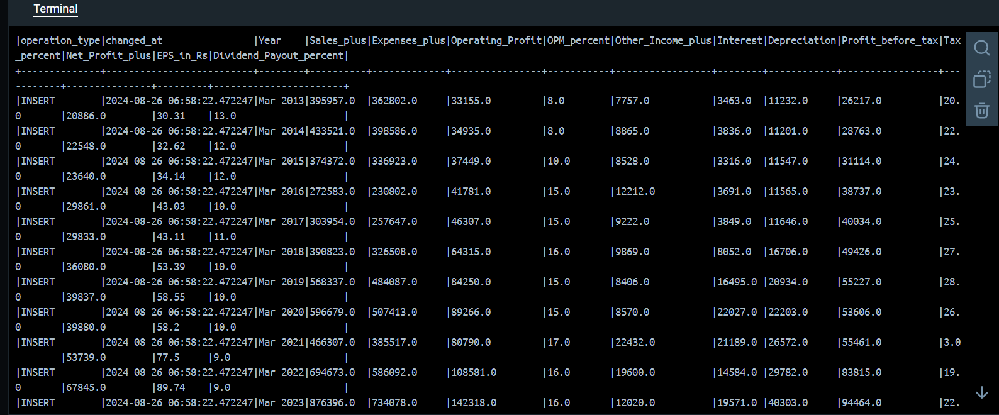 Terminal
|operation_type|changed_at                |Year    |Sales_plus|Expenses_plus|Operating_Profit|OPM_percent|Other_Income_plus|Interest|Depreciation|Profit_before_tax|Tax
_percent|Net_Profit_plus|EPS_in_Rs|Dividend_Payout_percent|
+--------------+--------------------------+--------+----------+-------------+----------------+-----------+-----------------+--------+------------+-----------------+---
--------+---------------+---------+-----------------------+
|INSERT        |2024-08-26 06:58:22.472247|Mar 2013|395957.0  |362802.0     |33155.0         |8.0        |7757.0           |3463.0  |11232.0     |26217.0          |20.
0       |20886.0        |30.31    |13.0                   |
|INSERT        |2024-08-26 06:58:22.472247|Mar 2014|433521.0  |398586.0     |34935.0         |8.0        |8865.0           |3836.0  |11201.0     |28763.0          |22.
0       |22548.0        |32.62    |12.0                   |
|INSERT        |2024-08-26 06:58:22.472247|Mar 2015|374372.0  |336923.0     |37449.0         |10.0       |8528.0           |3316.0  |11547.0     |31114.0          |24.
0       |23640.0        |34.14    |12.0                   |
|INSERT        |2024-08-26 06:58:22.472247|Mar 2016|272583.0  |230802.0     |41781.0         |15.0       |12212.0          |3691.0  |11565.0     |38737.0          |23.
0       |29861.0        |43.03    |10.0                   |
|INSERT        |2024-08-26 06:58:22.472247|Mar 2017|303954.0  |257647.0     |46307.0         |15.0       |9222.0           |3849.0  |11646.0     |40034.0          |25.
0       |29833.0        |43.11    |11.0                   |
|INSERT        |2024-08-26 06:58:22.472247|Mar 2018|390823.0  |326508.0     |64315.0         |16.0       |9869.0           |8052.0  |16706.0     |49426.0          |27.
0       |36080.0        |53.39    |10.0                   |
|INSERT        |2024-08-26 06:58:22.472247|Mar 2019|568337.0  |484087.0     |84250.0         |15.0       |8406.0           |16495.0 |20934.0     |55227.0          |28.
0       |39837.0        |58.55    |10.0                   |
|INSERT        |2024-08-26 06:58:22.472247|Mar 2020|596679.0  |507413.0     |89266.0         |15.0       |8570.0           |22027.0 |22203.0     |53606.0          |26.
0       |39880.0        |58.2     |10.0                   |
|INSERT        |2024-08-26 06:58:22.472247|Mar 2021|466307.0  |385517.0     |80790.0         |17.0       |22432.0          |21189.0 |26572.0     |55461.0          |3.0
        |53739.0        |77.5     |9.0                    |
|INSERT        |2024-08-26 06:58:22.472247|Mar 2022|694673.0  |586092.0     |108581.0        |16.0       |19600.0          |14584.0 |29782.0     |83815.0          |19.
0       |67845.0        |89.74    |9.0                    |
|INSERT        |2024-08-26 06:58:22.472247|Mar 2023|876396.0  |734078.0     |142318.0        |16.0       |12020.0          |19571.0 |40303.0     |94464.0          |22.